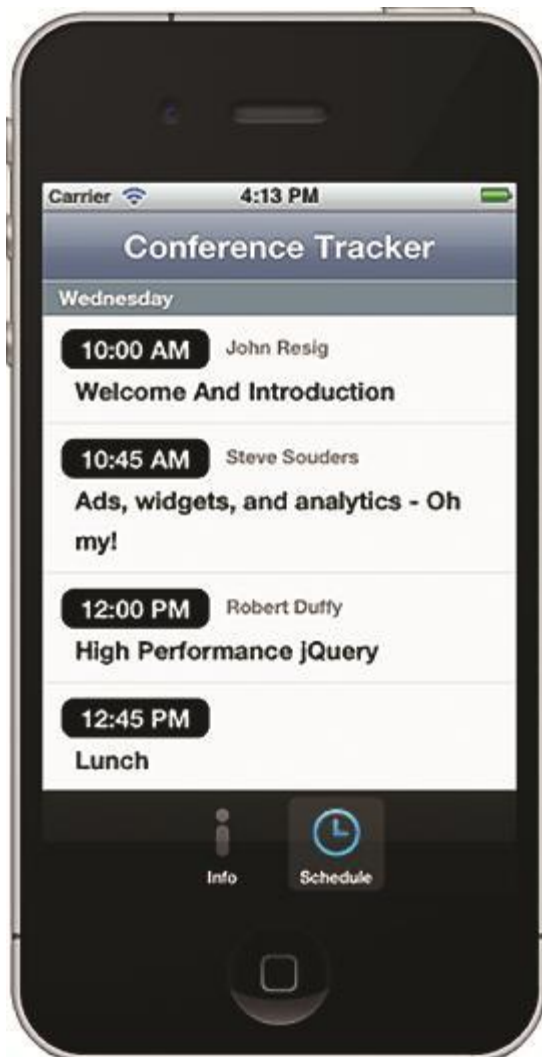 Carrier 4:13 PM
Conference Tracker
Wednesday
10:00 AM John Resig
Welcome And Introduction
10:45 AM Steve Souders
Ads, widgets, and analytics - Oh
my!
12:00 PM Robert Duffy
High Performance jQuery
12:45 PM
Lunch
Info Schedule